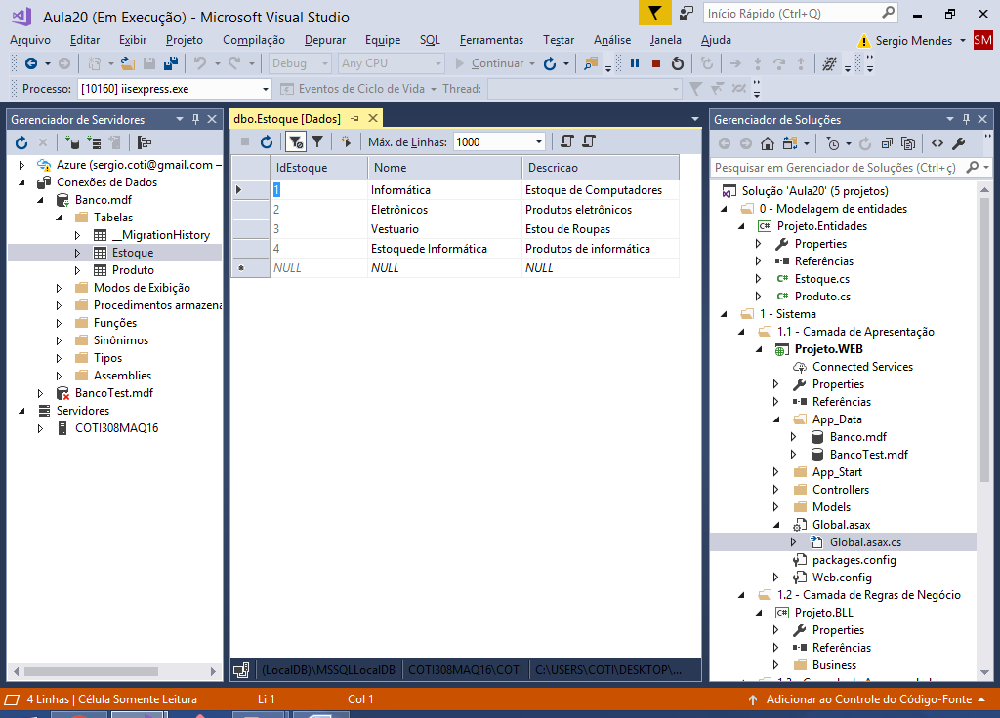 Aula20 (Em Execução) - Microsoft Visual Studio
Início Rápido (Ctrl+Q)
Arquivo Editar Exibir Projeto Compilação Depurar Equipe SQL Ferramentas Testar Análise Janela Ajuda Sergio Mendes SM
Debug Any CPU Continuar
Processo: [10160] iisexpress.exe Eventos de Ciclo de Vida Thread:
Gerenciador de Servidores
Azure (sergio.coti@gmail.com –
Conexões de Dados
Banco.mdf
Tabelas
__MigrationHistory
Estoque
Produto
Modos de Exibição
Procedimentos armazena
Funções
Sinônimos
Tipos
Assemblies
BancoTest.mdf
Servidores
COTI308MAQ16
dbo.Estoque [Dados]
Máx. de Linhas: 1000
IdEstoque Nome Descricao
1 Informática Estoque de Computadores
2 Eletrônicos Produtos eletrônicos
3 Vestuario Estou de Roupas
4 Estoquede Informática Produtos de informática
NULL NULL NULL
(LocalDB)\MSSQLLocalDB COTI308MAQ16\COTI C:\USERS\COTI\DESKTOP\...
Gerenciador de Soluções
Pesquisar em Gerenciador de Soluções (Ctrl+ç)
Solução 'Aula20' (5 projetos)
0 - Modelagem de entidades
Projeto.Entidades
Properties
Referências
Estoque.cs
Produto.cs
1 - Sistema
1.1 - Camada de Apresentação
Projeto.WEB
Connected Services
Properties
Referências
App_Data
Banco.mdf
BancoTest.mdf
App_Start
Controllers
Models
Global.asax
Global.asax.cs
packages.config
Web.config
1.2 - Camada de Regras de Negócio
Projeto.BLL
Properties
Referências
Business
4 Linhas | Célula Somente Leitura Li 1 Col 1 Adicionar ao Controle do Código-Fonte